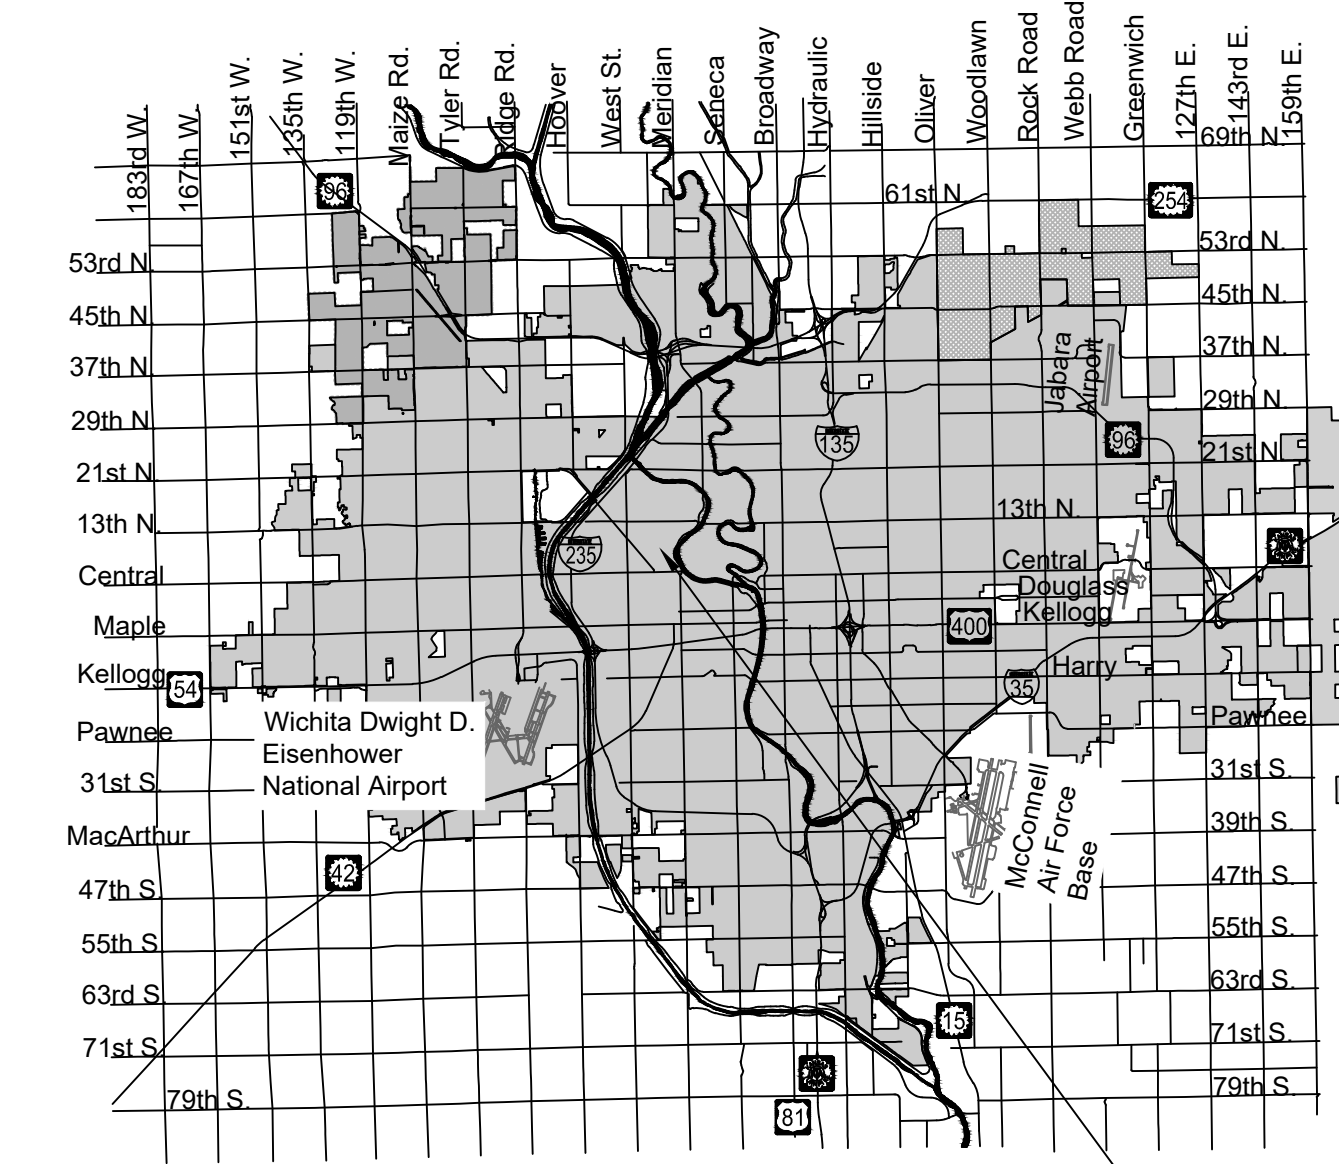 183rd W.
167th W.
151st W.
135th W.
119th W.
Maize Rd.
Tyler Rd.
Ridge Rd.
Hoover
West St.
Meridian
Seneca
Broadway
Hydraulic
Hillside
Oliver
Woodlawn
Rock Road
Webb Road
Greenwich
127th E.
143rd E.
159th E.
69th N.
96
61st N.
254
53rd N.
53rd N.
45th N.
45th N.
37th N.
37th N.
Jabara
Airport
29th N.
29th N.
135
96
21st N.
21st N.
13th N.
13th N.
235
Central
Central
Douglass
Kellogg
Maple
400
Kellogg
54
Harry
35
Pawnee
Pawnee
Wichita Dwight D.
Eisenhower
National Airport
31st S.
31st S.
McConnell
Air Force
Base
MacArthur
39th S.
42
47th S.
47th S.
55th S.
55th S.
63rd S.
63rd S.
15
71st S.
71st S.
79th S.
79th S.
81